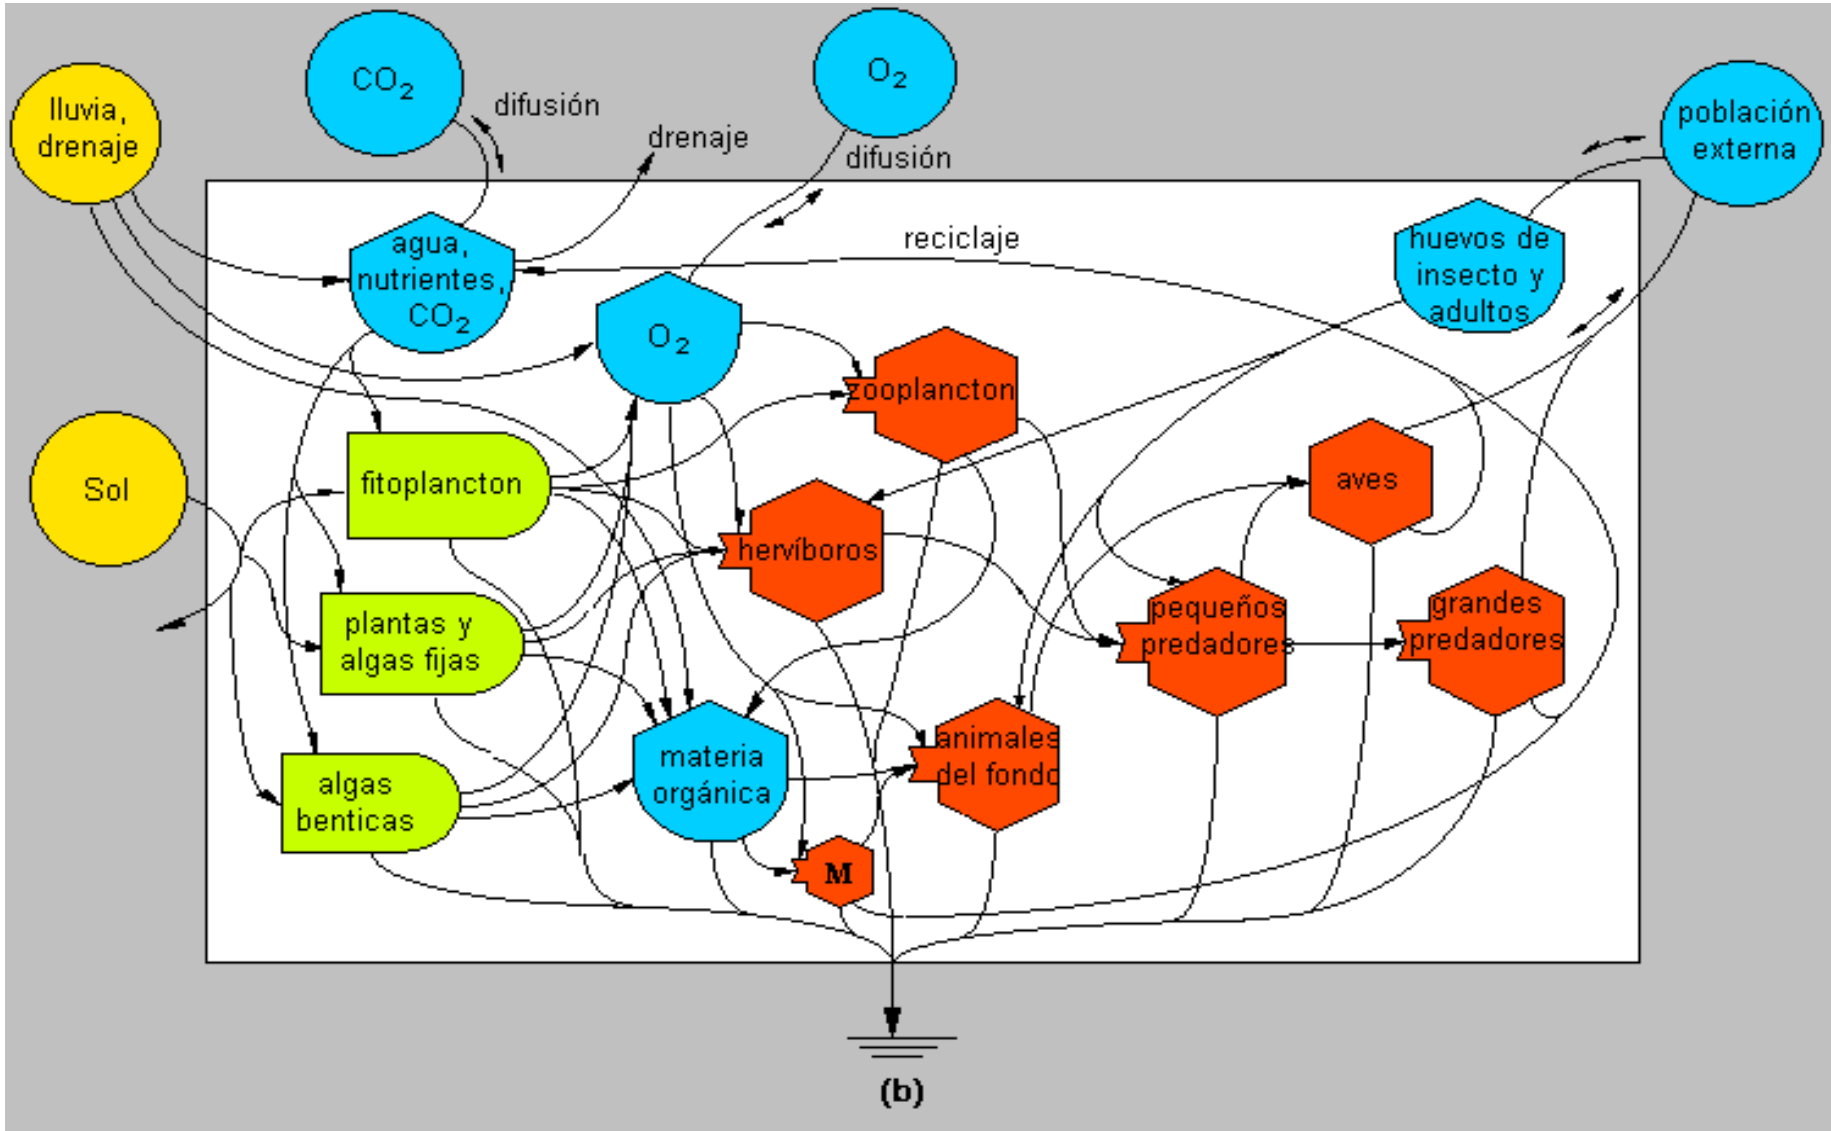 lluvia,
drenaje
CO2
difusión
O2
difusión
drenaje
población
externa
agua,
nutrientes,
CO2
reciclaje
huevos de
insecto y
adultos
O2
zooplancton
Sol
fitoplancton
aves
hervíboros
plantas y
algas fijas
pequeños
predadores
grandes
predadores
materia
orgánica
animales
del fondo
algas
benticas
M
(b)